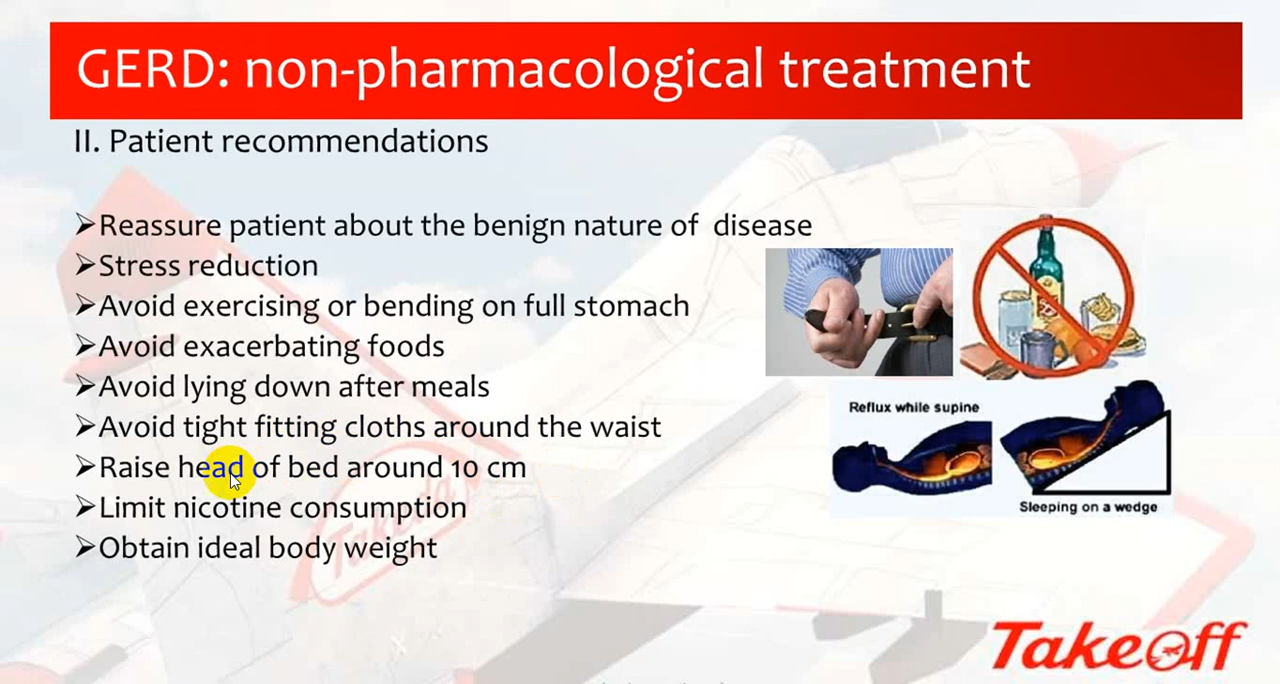 GERD: non-pharmacological treatment
II. Patient recommendations
➢Reassure patient about the benign nature of disease
➢Stress reduction
➢Avoid exercising or bending on full stomach
➢Avoid exacerbating foods
➢Avoid lying down after meals
➢Avoid tight fitting cloths around the waist
➢Raise head of bed around 10 cm
➢Limit nicotine consumption
➢Obtain ideal body weight
Reflux while supine
Sleeping on a wedge
Takeoff